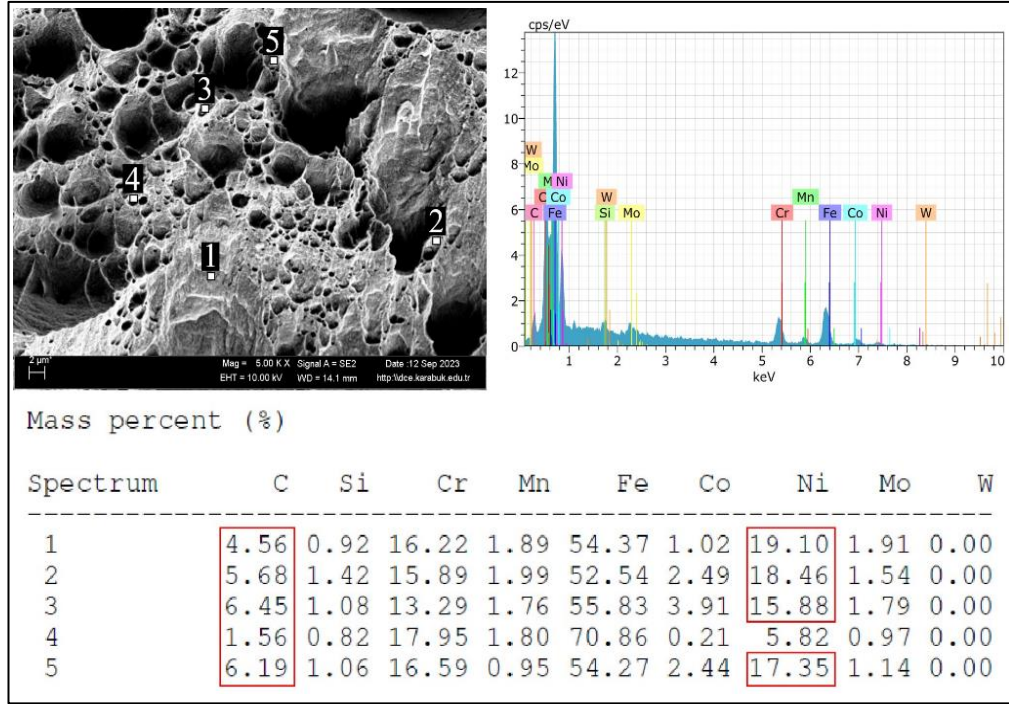 5
3
4
2
1
2 µm
Mag = 5.00 K X Signal A = SE2 Date :12 Sep 2023
EHT = 10.00 kV WD = 14.1 mm http:\\dce.karabuk.edu.tr
cps/eV
12
8
6
4
2
0
W
Mo
M Ni
C Co
C Fe
W
Si Mo
Cr Mn Fe Co Ni W
1 2 3 4 5 6 7 8 9 10
keV
Mass percent (%)
Spectrum C Si Cr Mn Fe Co Ni Mo W
1 4.56 0.92 16.22 1.89 54.37 1.02 19.10 1.91 0.00
2 5.68 1.42 15.89 1.99 52.54 2.49 18.46 1.54 0.00
3 6.45 1.08 13.29 1.76 55.83 3.91 15.88 1.79 0.00
4 1.56 0.82 17.95 1.80 70.86 0.21 5.82 0.97 0.00
5 6.19 1.06 16.59 0.95 54.27 2.44 17.35 1.14 0.00